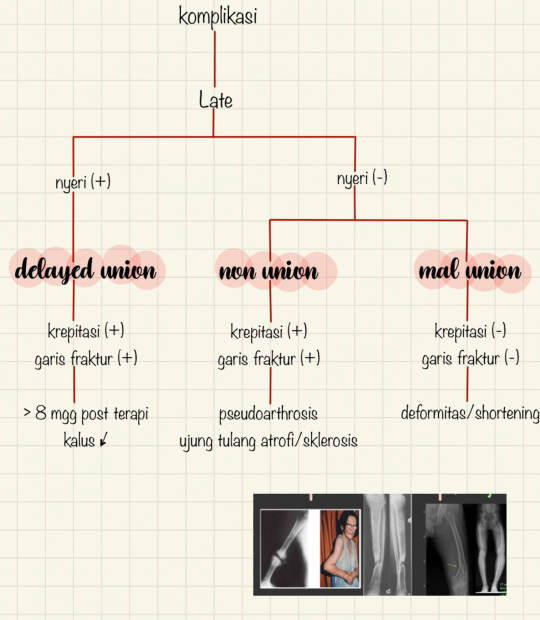 komplikasi
Late
nyeri (+)
nyeri (-)
delayed union
non union
mal union
krepitasi (+)
garis fraktur (+)
krepitasi (+)
garis fraktur (+)
krepitasi (-)
garis fraktur (-)
> 8 mgg post terapi
kalus ↙
pseudoarthrosis
ujung tulang atrofi/sklerosis
deformitas/shortening